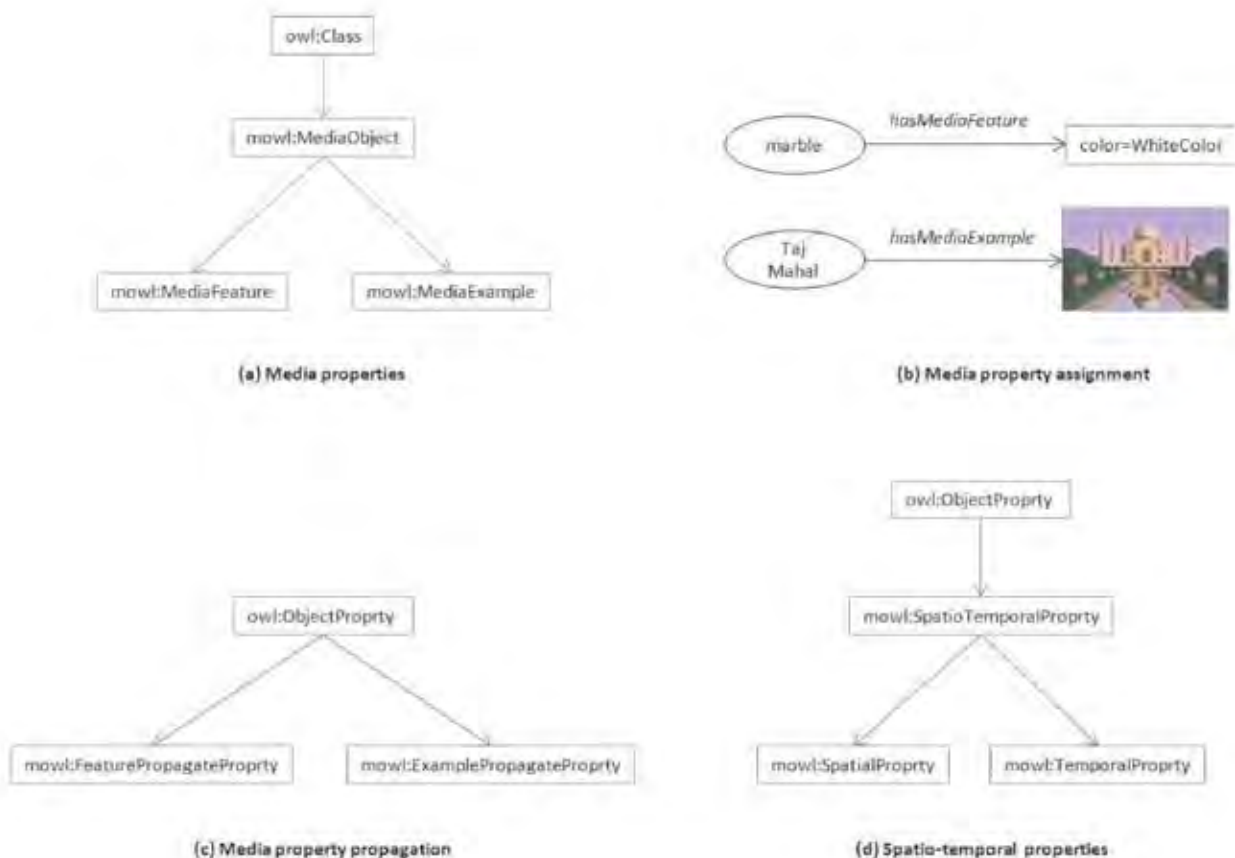 owl:Class
mowl:MediaObject
mowl:MediaFeature
mowl:MediaExample
(a) Media properties
marble
hasMediaFeature
color=WhiteColor
Taj
Mahal
hasMediaExample
(b) Media property assignment
owl:ObjectProprty
mowl:FeaturePropagateProprty
mowl:ExamplePropagateProprty
(c) Media property propagation
owl:ObjectProprty
mowl:SpatioTemporalProprty
mowl:SpatialProprty
mowl:TemporalProprty
(d) Spatio-temporal properties